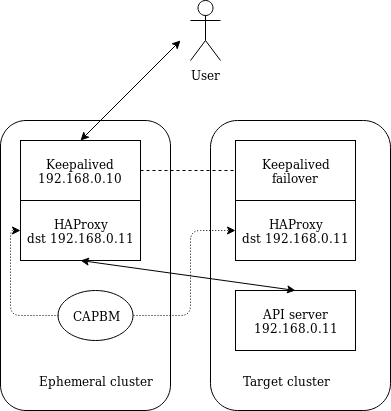 User
Keepalived
192.168.0.10
HAProxy
dst 192.168.0.11
CAPBM
Ephemeral cluster
Keepalived
failover
HAProxy
dst 192.168.0.11
API server
192.168.0.11
Target cluster